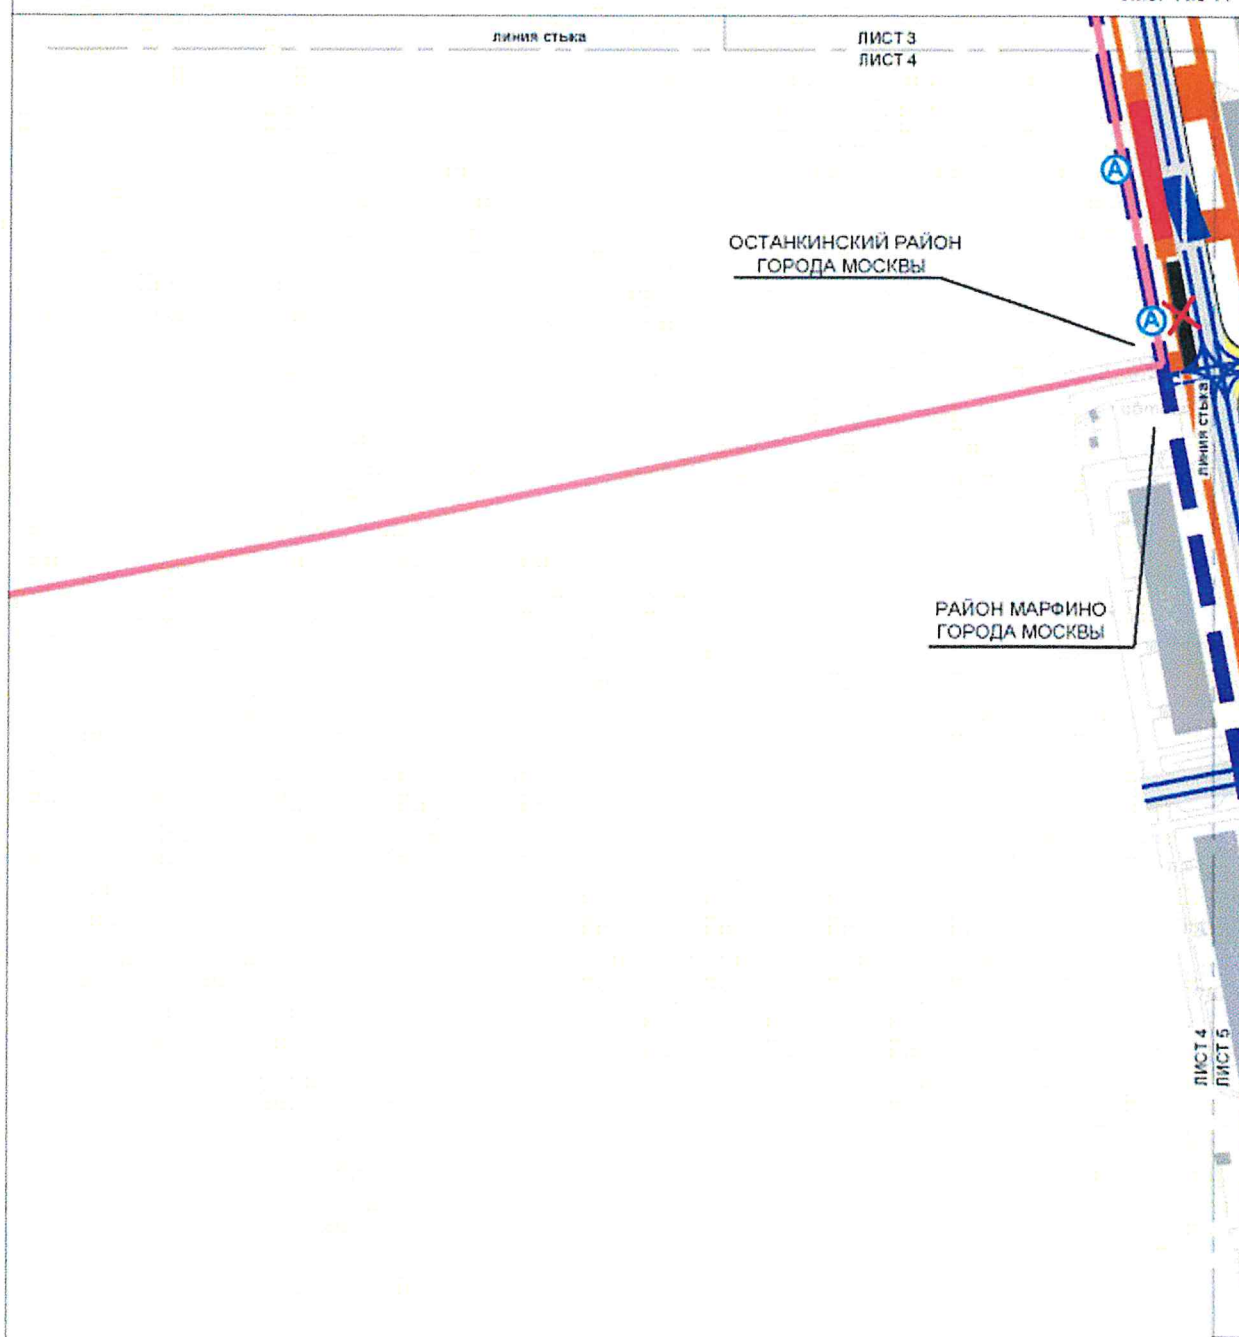 линия стыка
ЛИСТ 3
ЛИСТ 4
А
ОСТАНКИНСКИЙ РАЙОН
ГОРОДА МОСКВЫ
А
линия стыка
РАЙОН МАРФИНО
ГОРОДА МОСКВЫ
ЛИСТ 4
ЛИСТ 5